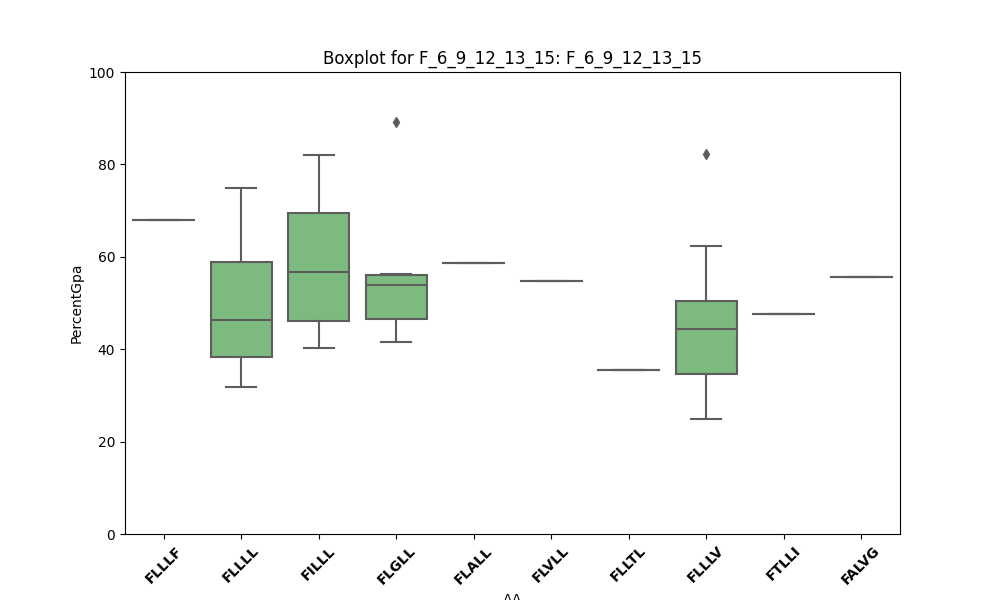 Boxplot for F_6_9_12_13_15: F_6_9_12_13_15
100
80
60
40
20
0
PercentGpa
FLLLF
FLLLL
FILLL
FLGLL
FLALL
FLVLL
FLLTL
FLLLV
FTLLI
FALVG
AA